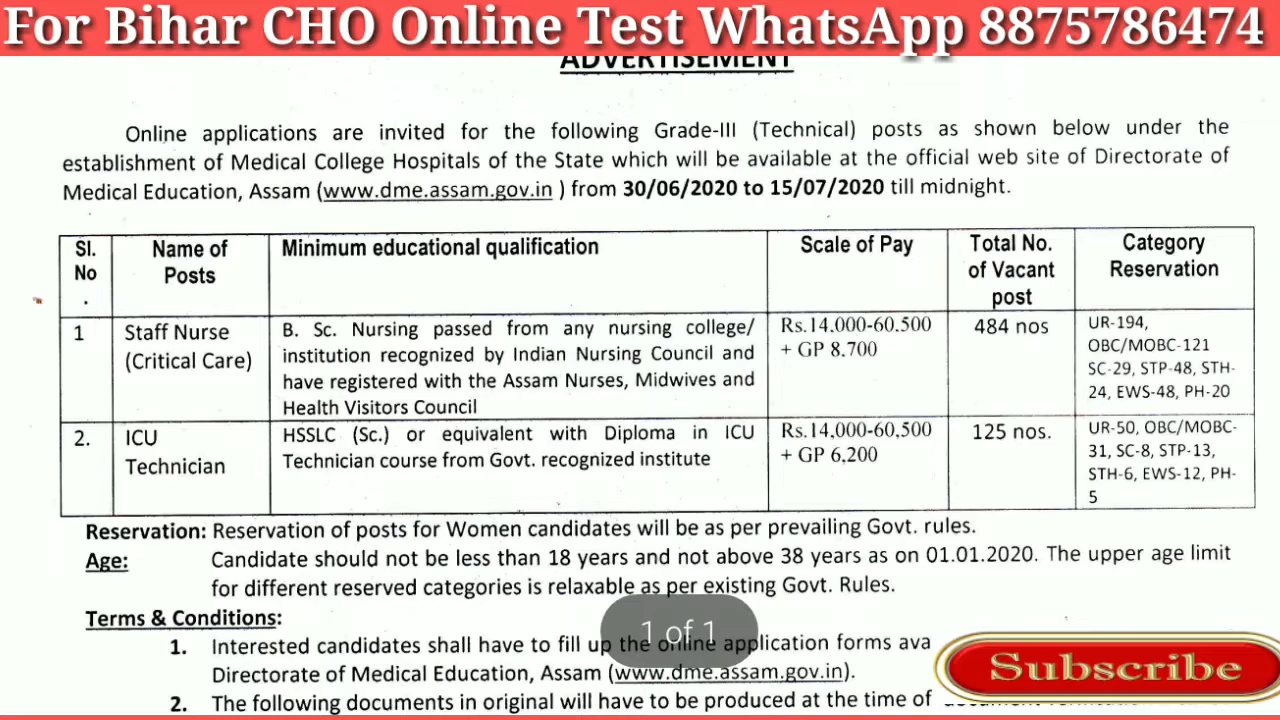 For Bihar CHO Online Test WhatsApp 8875786474
ADVERTISEMENT
Online applications are invited for the following Grade-III (Technical) posts as shown below under the
establishment of Medical College Hospitals of the State which will be available at the official web site of Directorate of
Medical Education, Assam (www.dme.assam.gov.in ) from 30/06/2020 to 15/07/2020 till midnight.
Sl.
No
.
Name of
Posts
Minimum educational qualification
Scale of Pay
Total No.
of Vacant
post
Category
Reservation
1
Staff Nurse
(Critical Care)
B. Sc. Nursing passed from any nursing college/
institution recognized by Indian Nursing Council and
have registered with the Assam Nurses, Midwives and
Health Visitors Council
Rs.14,000-60,500
+ GP 8,700
484 nos
UR-194,
OBC/MOBC-121
SC-29, STP-48, STH-
24, EWS-48, PH-20
2.
ICU
Technician
HSSLC (Sc.) or equivalent with Diploma in ICU
Technician course from Govt. recognized institute
Rs.14,000-60,500
+ GP 6,200
125 nos.
UR-50, OBC/MOBC-
31, SC-8, STP-13,
STH-6, EWS-12, PH-
5
Reservation: Reservation of posts for Women candidates will be as per prevailing Govt. rules.
Age: Candidate should not be less than 18 years and not above 38 years as on 01.01.2020. The upper age limit
for different reserved categories is relaxable as per existing Govt. Rules.
Terms & Conditions:
1. Interested candidates shall have to fill up the online application forms ava
Directorate of Medical Education, Assam (www.dme.assam.gov.in).
2. The following documents in original will have to be produced at the time of
1 of 1
Subscribe